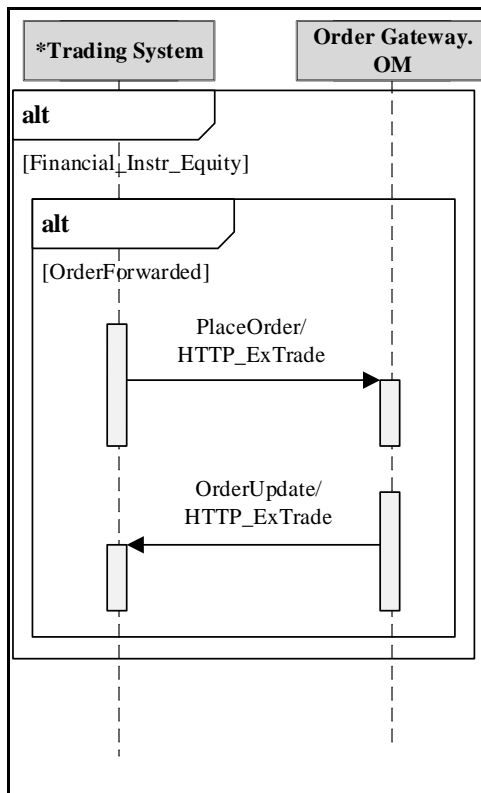 *Trading System
Order Gateway.
OM
alt
[Financial_Instr_Equity]
alt
[OrderForwarded]
PlaceOrder/
HTTP_ExTrade
OrderUpdate/
HTTP_ExTrade